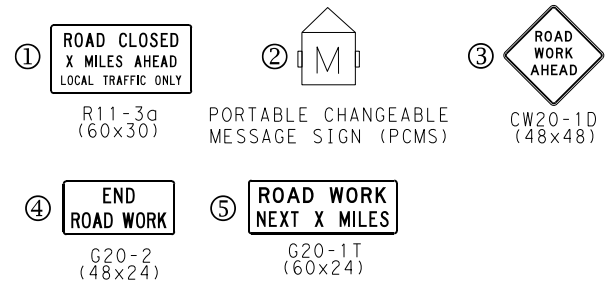 ① ROAD CLOSED
X MILES AHEAD
LOCAL TRAFFIC ONLY
R11-3a
(60x30)
② M
PORTABLE CHANGEABLE
MESSAGE SIGN (PCMS)
③ ROAD
WORK
AHEAD
CW20-1D
(48x48)
④ END
ROAD WORK
G20-2
(48x24)
⑤ ROAD WORK
NEXT X MILES
G20-1T
(60x24)